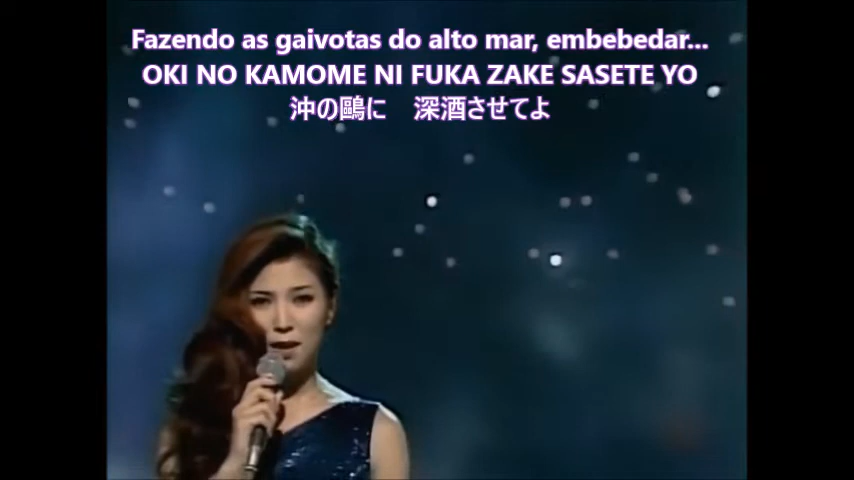 Fazendo as gaivotas do alto mar, embebedar...
OKI NO KAMOME NI FUKA ZAKE SASETE YO
沖の鷗に　深酒させてよ